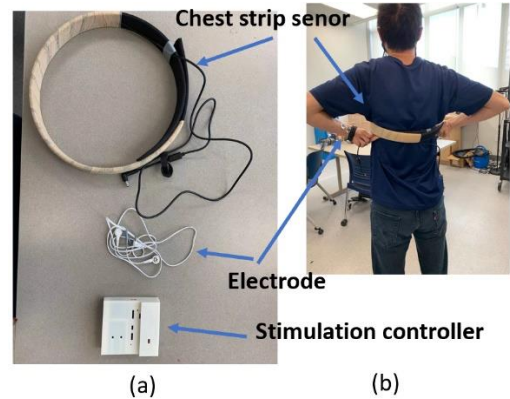 Chest strip senor
Electrode
Stimulation controller
(a)
(b)